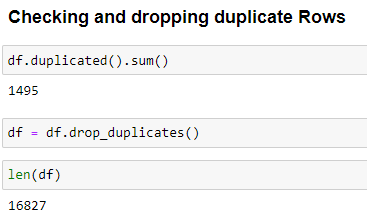 Checking and dropping duplicate Rows
df.duplicated().sum()
1495
df = df.drop_duplicates()
len(df)
16827